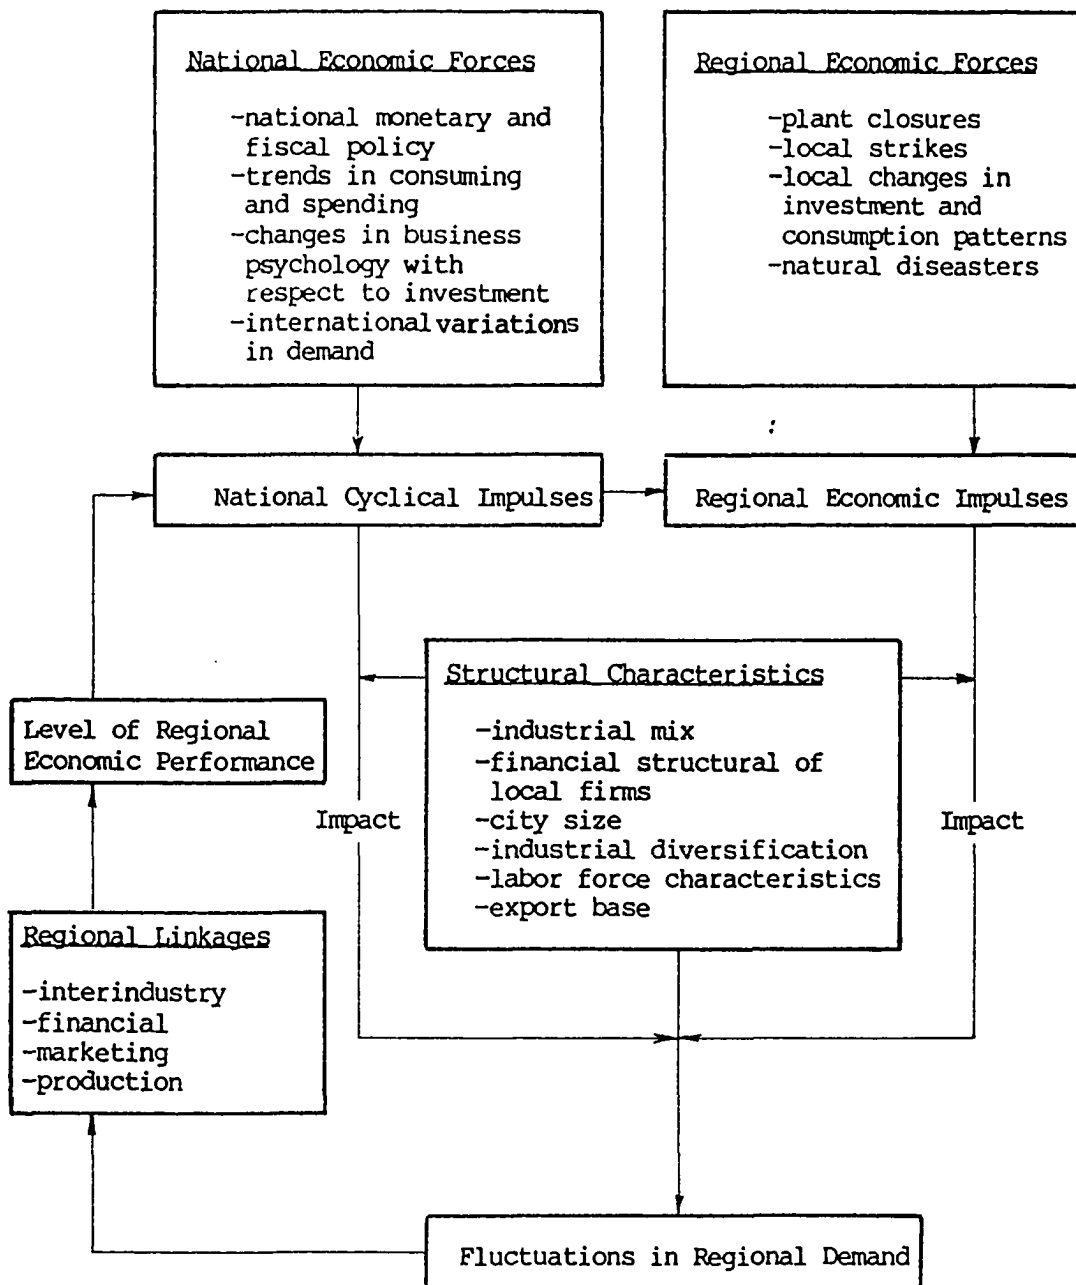 National Economic Forces
-national monetary and
fiscal policy
-trends in consuming
and spending
-changes in business
psychology with
respect to investment
-international variations
in demand
Regional Economic Forces
-plant closures
-local strikes
-local changes in
investment and
consumption patterns
-natural diseasters
National Cyclical Impulses
Regional Economic Impulses
Structural Characteristics
-industrial mix
-financial structural of
local firms
-city size
-industrial diversification
-labor force characteristics
-export base
Level of Regional
Economic Performance
Impact
Impact
Regional Linkages
-interindustry
-financial
-marketing
-production
Fluctuations in Regional Demand